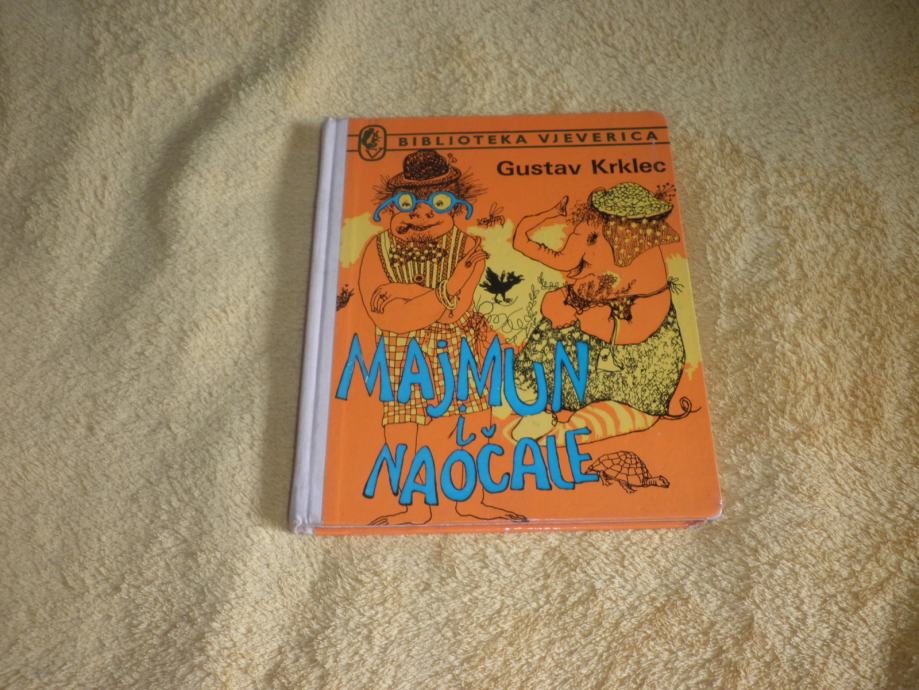 BIBLIOTEKA VJEVERICA
Gustav Krklec
MAJMUN
i
NAOČALE